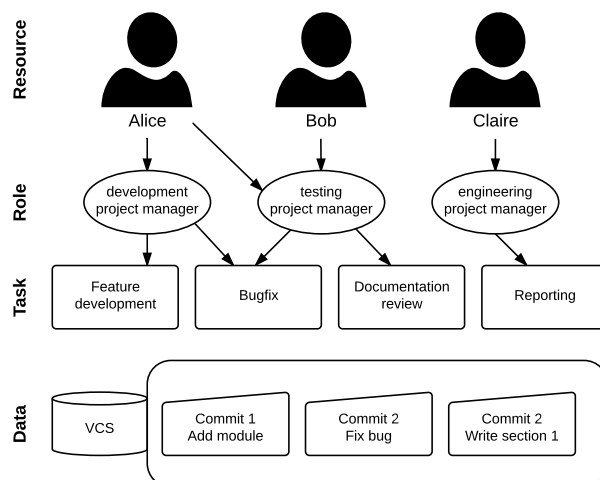 Resource
Alice
Bob
Claire
Role
development
project manager
testing
project manager
engineering
project manager
Task
Feature
development
Bugfix
Documentation
review
Reporting
Data
VCS
Commit 1
Add module
Commit 2
Fix bug
Commit 2
Write section 1